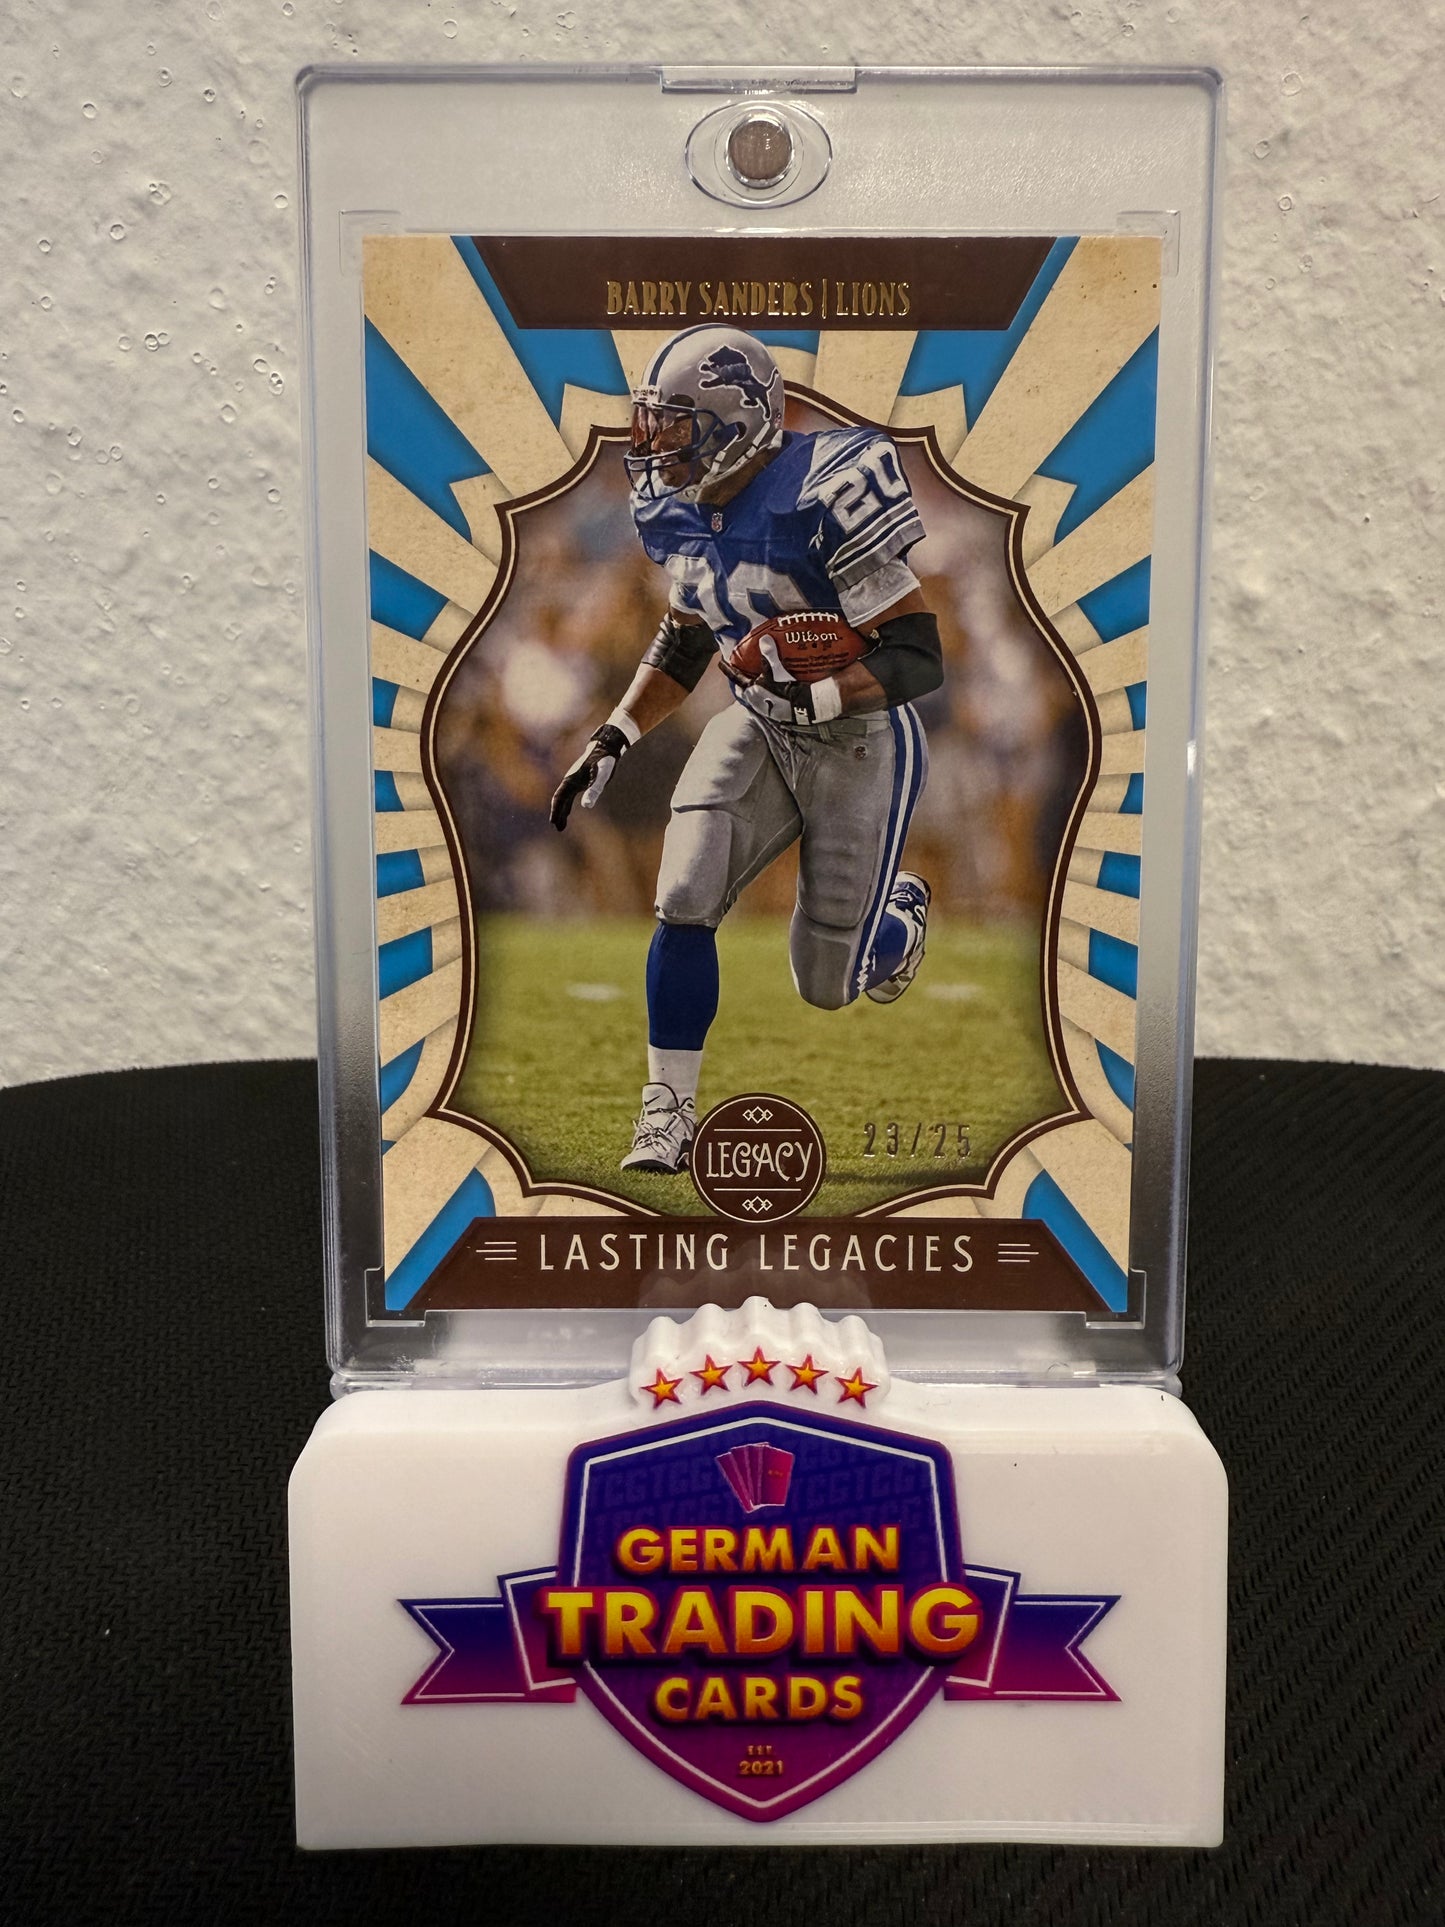 BARRY SANDERS | LIONS
20
20
Wilson
LEGACY
23/25
LASTING LEGACIES
GERMAN
TRADING
CARDS
EST.
2021